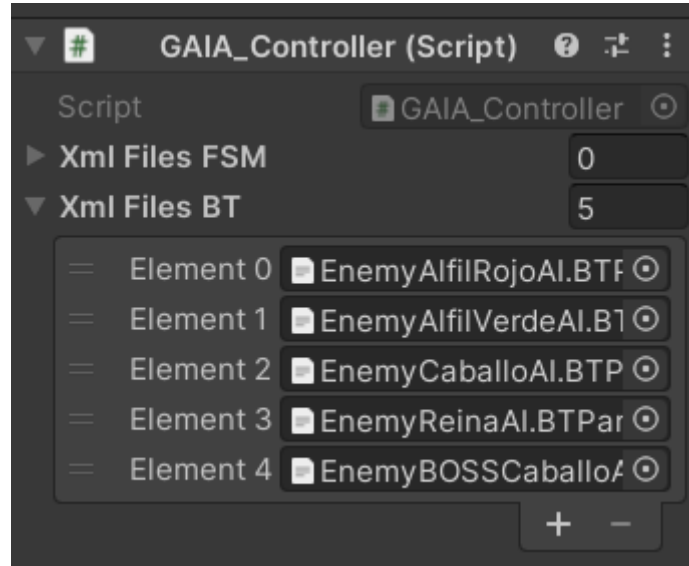 GAIA_Controller (Script)
Script GAIA_Controller
Xml Files FSM 0
Xml Files BT 5
Element 0 EnemyAlfilRojoAI.BTP
Element 1 EnemyAlfilVerdeAI.BT
Element 2 EnemyCaballoAI.BTP
Element 3 EnemyReinaAI.BTPar
Element 4 EnemyBOSSCaballoA